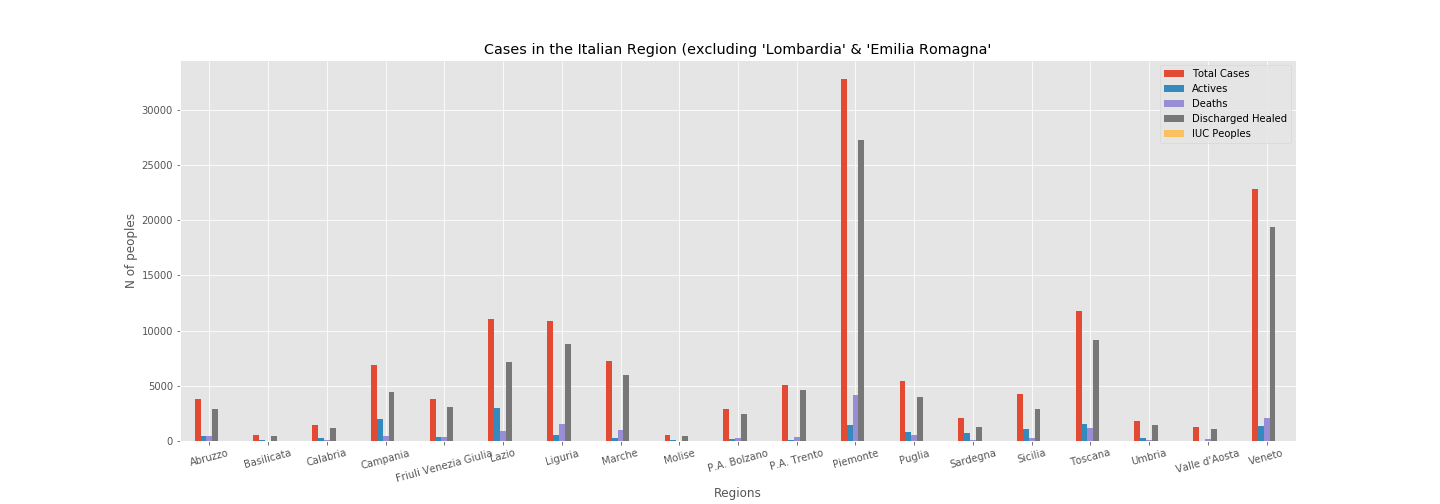 Cases in the Italian Region (excluding 'Lombardia' & 'Emilia Romagna'
Total Cases
Actives
Deaths
Discharged Healed
IUC Peoples
N of peoples
30000
25000
20000
15000
10000
5000
0
Abruzzo
Basilicata
Calabria
Campania
Friuli Venezia Giulia
Lazio
Liguria
Marche
Molise
P.A. Bolzano
P.A. Trento
Piemonte
Puglia
Sardegna
Sicilia
Toscana
Umbria
Valle d'Aosta
Veneto
Regions